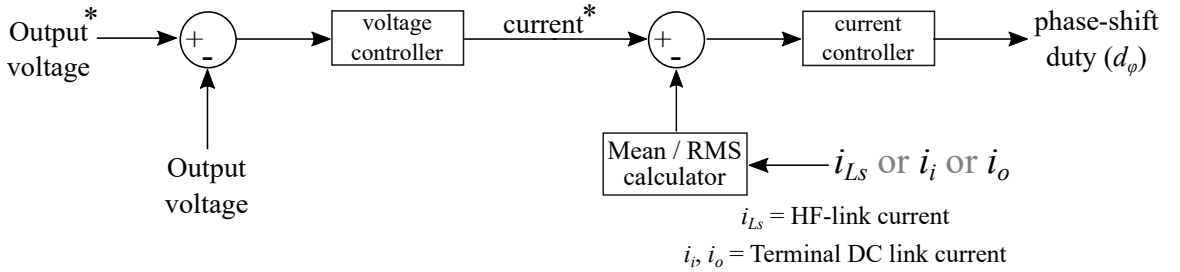 Output*
voltage
+
-
Output
voltage
voltage
controller
current*
+
-
Mean / RMS
calculator
current
controller
phase-shift
duty (dφ)
iLs or ii or io
iLs = HF-link current
ii, io = Terminal DC link current